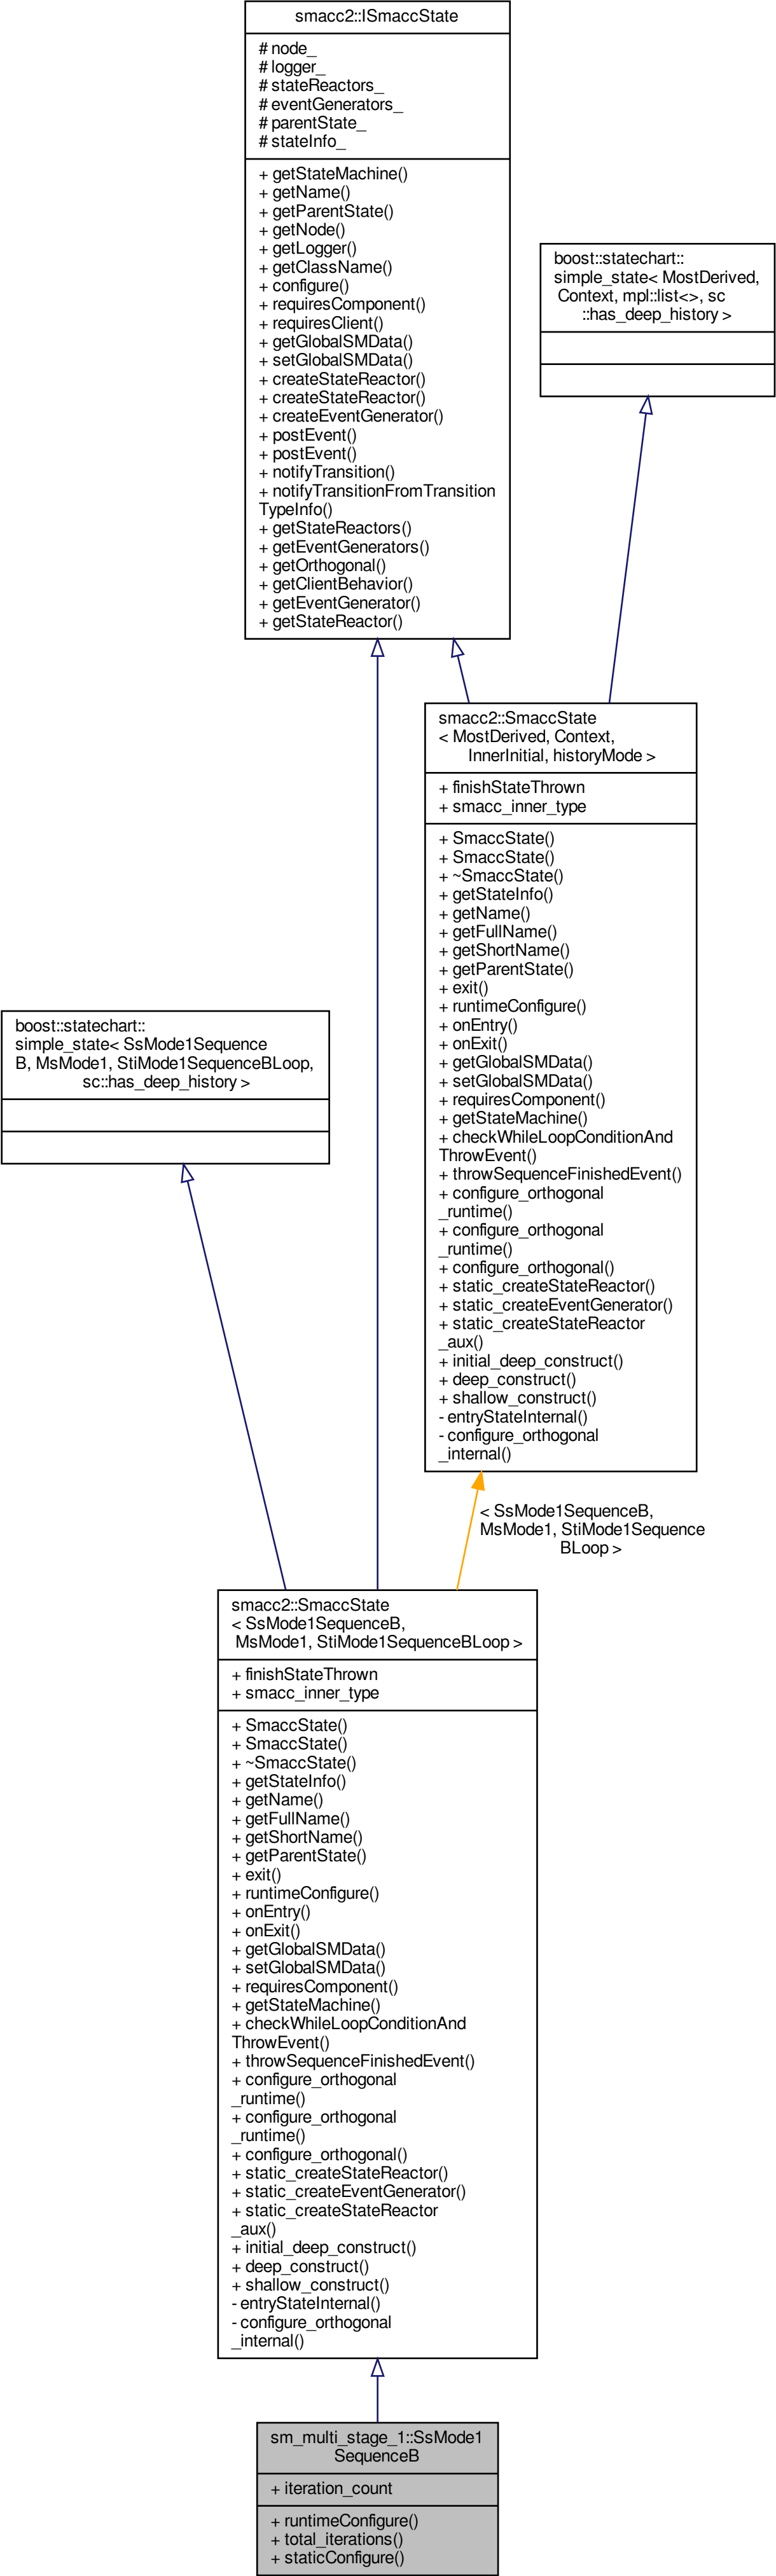 smacc2::ISmaccState
# node_
# logger_
# stateReactors_
# eventGenerators_
# parentState_
# stateInfo_
+ getStateMachine()
+ getName()
+ getParentState()
+ getNode()
+ getLogger()
+ getClassName()
+ configure()
+ requiresComponent()
+ requiresClient()
+ getGlobalSMData()
+ setGlobalSMData()
+ createStateReactor()
+ createStateReactor()
+ createEventGenerator()
+ postEvent()
+ postEvent()
+ notifyTransition()
+ notifyTransitionFromTransition
TypeInfo()
+ getStateReactors()
+ getEventGenerators()
+ getOrthogonal()
+ getClientBehavior()
+ getEventGenerator()
+ getStateReactor()
boost::statechart::
simple_state< MostDerived,
Context, mpl::list<>, sc
::has_deep_history >
smacc2::SmaccState
< MostDerived, Context,
InnerInitial, historyMode >
+ finishStateThrown
+ smacc_inner_type
+ SmaccState()
+ SmaccState()
+ ~SmaccState()
+ getStateInfo()
+ getName()
+ getFullName()
+ getShortName()
+ getParentState()
+ exit()
+ runtimeConfigure()
+ onEntry()
+ onExit()
+ getGlobalSMData()
+ setGlobalSMData()
+ requiresComponent()
+ getStateMachine()
+ checkWhileLoopConditionAnd
ThrowEvent()
+ throwSequenceFinishedEvent()
+ configure_orthogonal
_runtime()
+ configure_orthogonal
_runtime()
+ configure_orthogonal()
+ static_createStateReactor()
+ static_createEventGenerator()
+ static_createStateReactor
_aux()
+ initial_deep_construct()
+ deep_construct()
+ shallow_construct()
- entryStateInternal()
- configure_orthogonal
_internal()
boost::statechart::
simple_state< SsMode1Sequence
B, MsMode1, StiMode1SequenceBLoop,
sc::has_deep_history >
< SsMode1SequenceB,
MsMode1, StiMode1Sequence
BLoop >
smacc2::SmaccState
< SsMode1SequenceB,
MsMode1, StiMode1SequenceBLoop >
+ finishStateThrown
+ smacc_inner_type
+ SmaccState()
+ SmaccState()
+ ~SmaccState()
+ getStateInfo()
+ getName()
+ getFullName()
+ getShortName()
+ getParentState()
+ exit()
+ runtimeConfigure()
+ onEntry()
+ onExit()
+ getGlobalSMData()
+ setGlobalSMData()
+ requiresComponent()
+ getStateMachine()
+ checkWhileLoopConditionAnd
ThrowEvent()
+ throwSequenceFinishedEvent()
+ configure_orthogonal
_runtime()
+ configure_orthogonal
_runtime()
+ configure_orthogonal()
+ static_createStateReactor()
+ static_createEventGenerator()
+ static_createStateReactor
_aux()
+ initial_deep_construct()
+ deep_construct()
+ shallow_construct()
- entryStateInternal()
- configure_orthogonal
_internal()
sm_multi_stage_1::SsMode1
SequenceB
+ iteration_count
+ runtimeConfigure()
+ total_iterations()
+ staticConfigure()